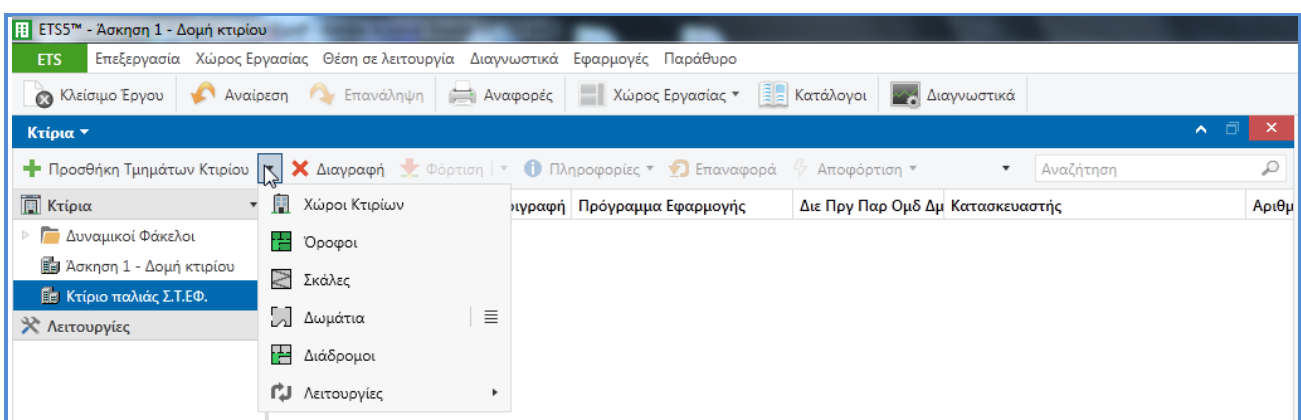 ETS5™ - Άσκηση 1 - Δομή κτιρίου
ETS Επεξεργασία Χώρος Εργασίας Θέση σε λειτουργία Διαγνωστικά Εφαρμογές Παράθυρο
Κλείσιμο Έργου Αναίρεση Επανάληψη Αναφορές Χώρος Εργασίας Κατάλογοι Διαγνωστικά
Κτίρια
Προσθήκη Τμημάτων Κτιρίου Διαγραφή Φόρτιση Πληροφορίες Επαναφορά Αποφόρτιση Αναζήτηση
Κτίρια ιγραφή Πρόγραμμα Εφαρμογής Διε Πργ Παρ Ομδ Δμ Κατασκευαστής Αριθμ
Δυναμικοί Φάκελοι
Άσκηση 1 - Δομή κτιρίου
Κτίριο παλιάς Σ.Τ.ΕΦ.
Λειτουργίες
Χώροι Κτιρίων
Όροφοι
Σκάλες
Δωμάτια
Διάδρομοι
Λειτουργίες